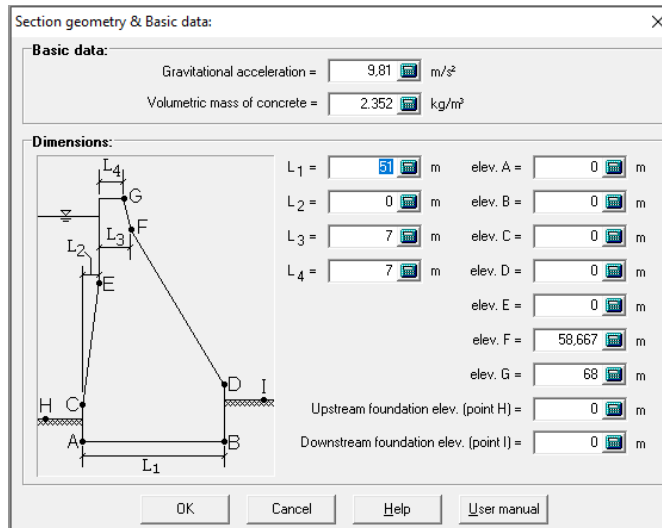 Section geometry & Basic data:
Basic data:
Gravitational acceleration = 9,81 m/s²
Volumetric mass of concrete = 2.352 kg/m³
Dimensions:
L1 = 51 m elev. A = 0 m
L2 = 0 m elev. B = 0 m
L3 = 7 m elev. C = 0 m
L4 = 7 m elev. D = 0 m
elev. E = 0 m
elev. F = 58,667 m
elev. G = 68 m
Upstream foundation elev. (point H) = 0 m
Downstream foundation elev. (point I) = 0 m
L4
G
F
L3
L2
E
D
I
H
C
A
B
L1
OK Cancel Help User manual